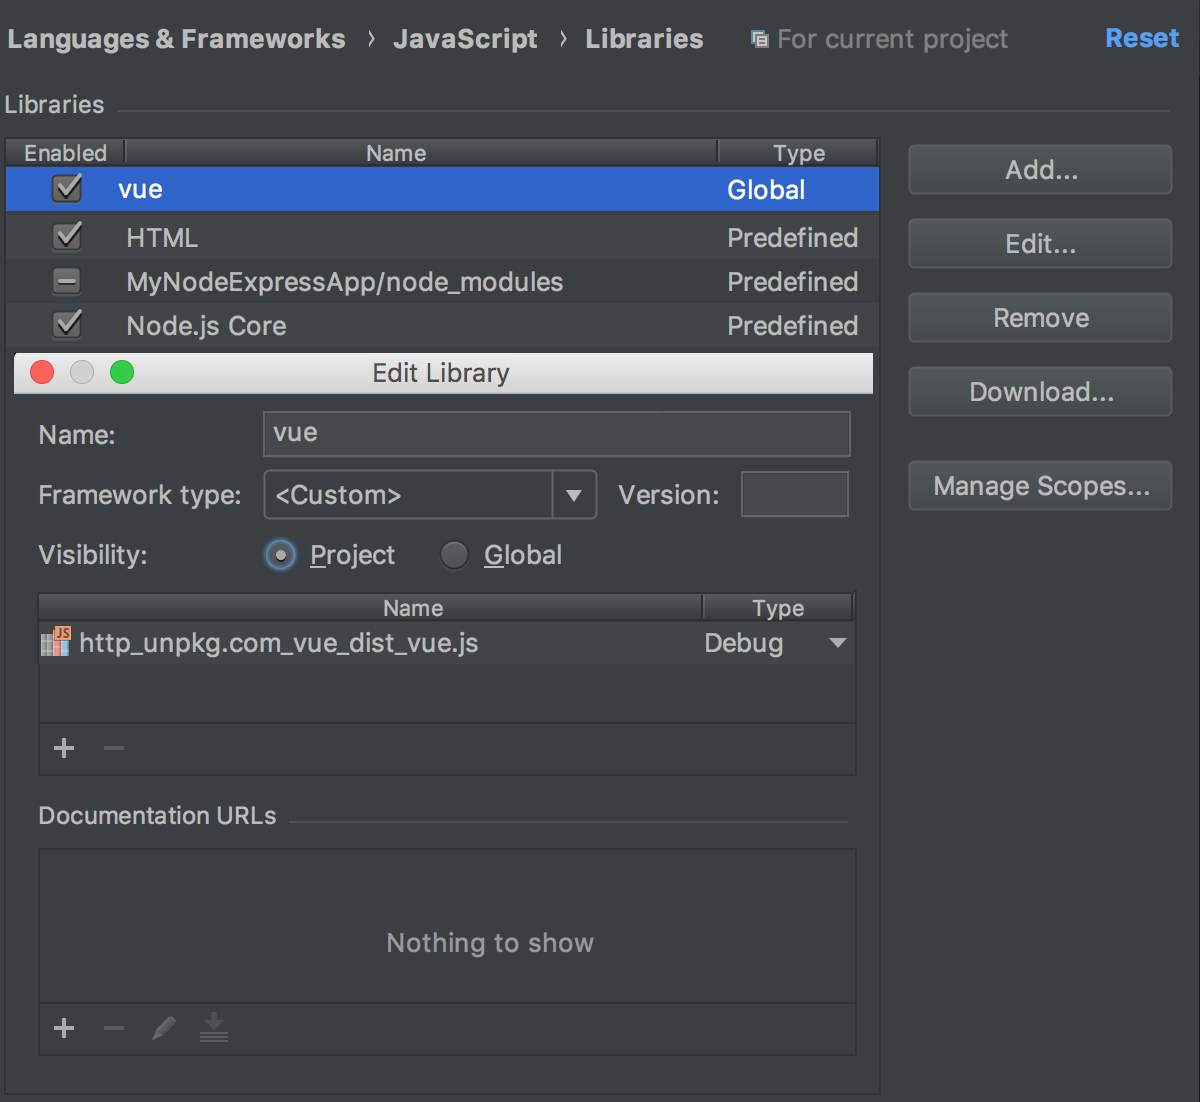 Languages & Frameworks › JavaScript › Libraries For current project Reset
Libraries
Enabled Name Type
vue Global
HTML Predefined
MyNodeExpressApp/node_modules Predefined
Node.js Core Predefined
Add...
Edit...
Remove
Download...
Manage Scopes...
Edit Library
Name: vue
Framework type: <Custom> Version:
Visibility: Project Global
Name Type
JS http_unpkg.com_vue_dist_vue.js Debug
Documentation URLs
Nothing to show